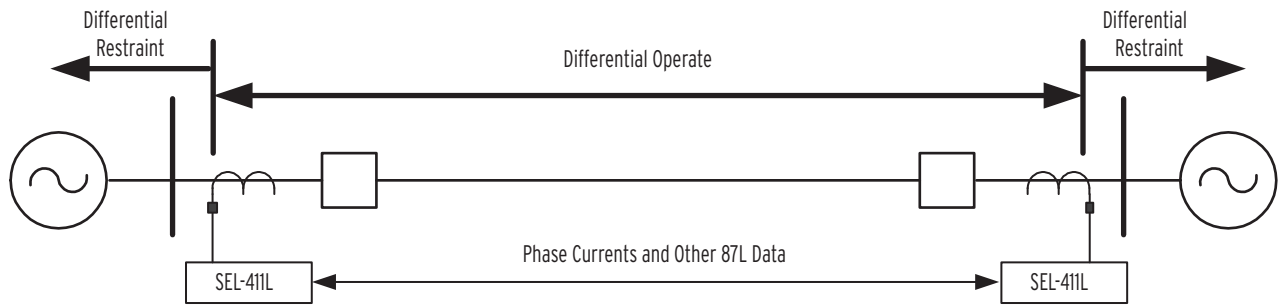 Differential
Restraint
Differential Operate
Differential
Restraint
Phase Currents and Other 87L Data
SEL-411L
SEL-411L